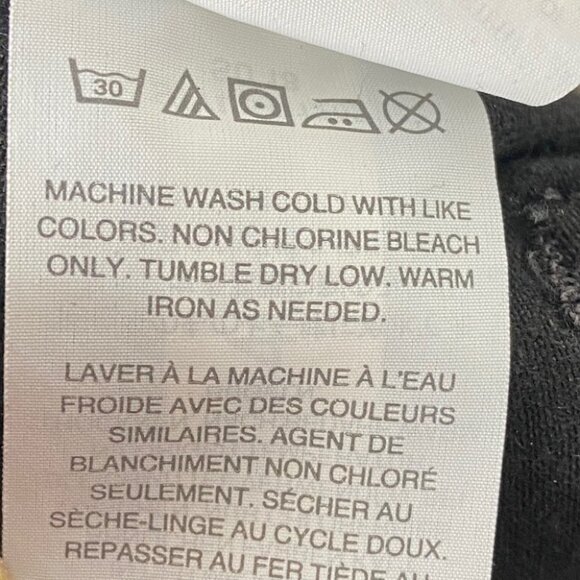 30
MACHINE WASH COLD WITH LIKE
COLORS. NON CHLORINE BLEACH
ONLY. TUMBLE DRY LOW. WARM
IRON AS NEEDED.
LAVER À LA MACHINE À L'EAU
FROIDE AVEC DES COULEURS
SIMILAIRES. AGENT DE
BLANCHIMENT NON CHLORÉ
SEULEMENT. SÉCHER AU
SÈCHE-LINGE AU CYCLE DOUX.
REPASSER AU FER TIÈDE AU